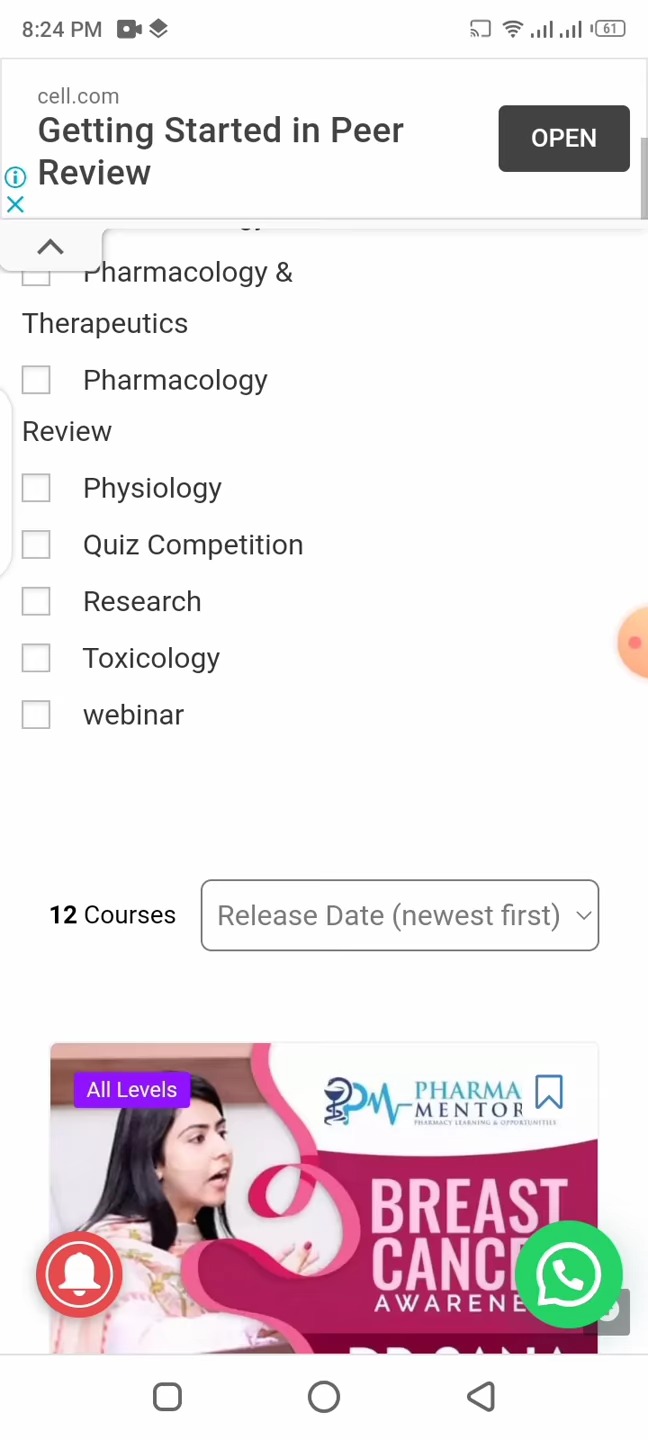 8:24 PM
61
cell.com
Getting Started in Peer
Review
OPEN
Pharmacology &
Therapeutics
Pharmacology
Review
Physiology
Quiz Competition
Research
Toxicology
webinar
12 Courses
Release Date (newest first)
All Levels
PHARMA
MENTOR
PHARMACY LEARNING & OPPORTUNITIES
BREAST
CANC
AWARENE